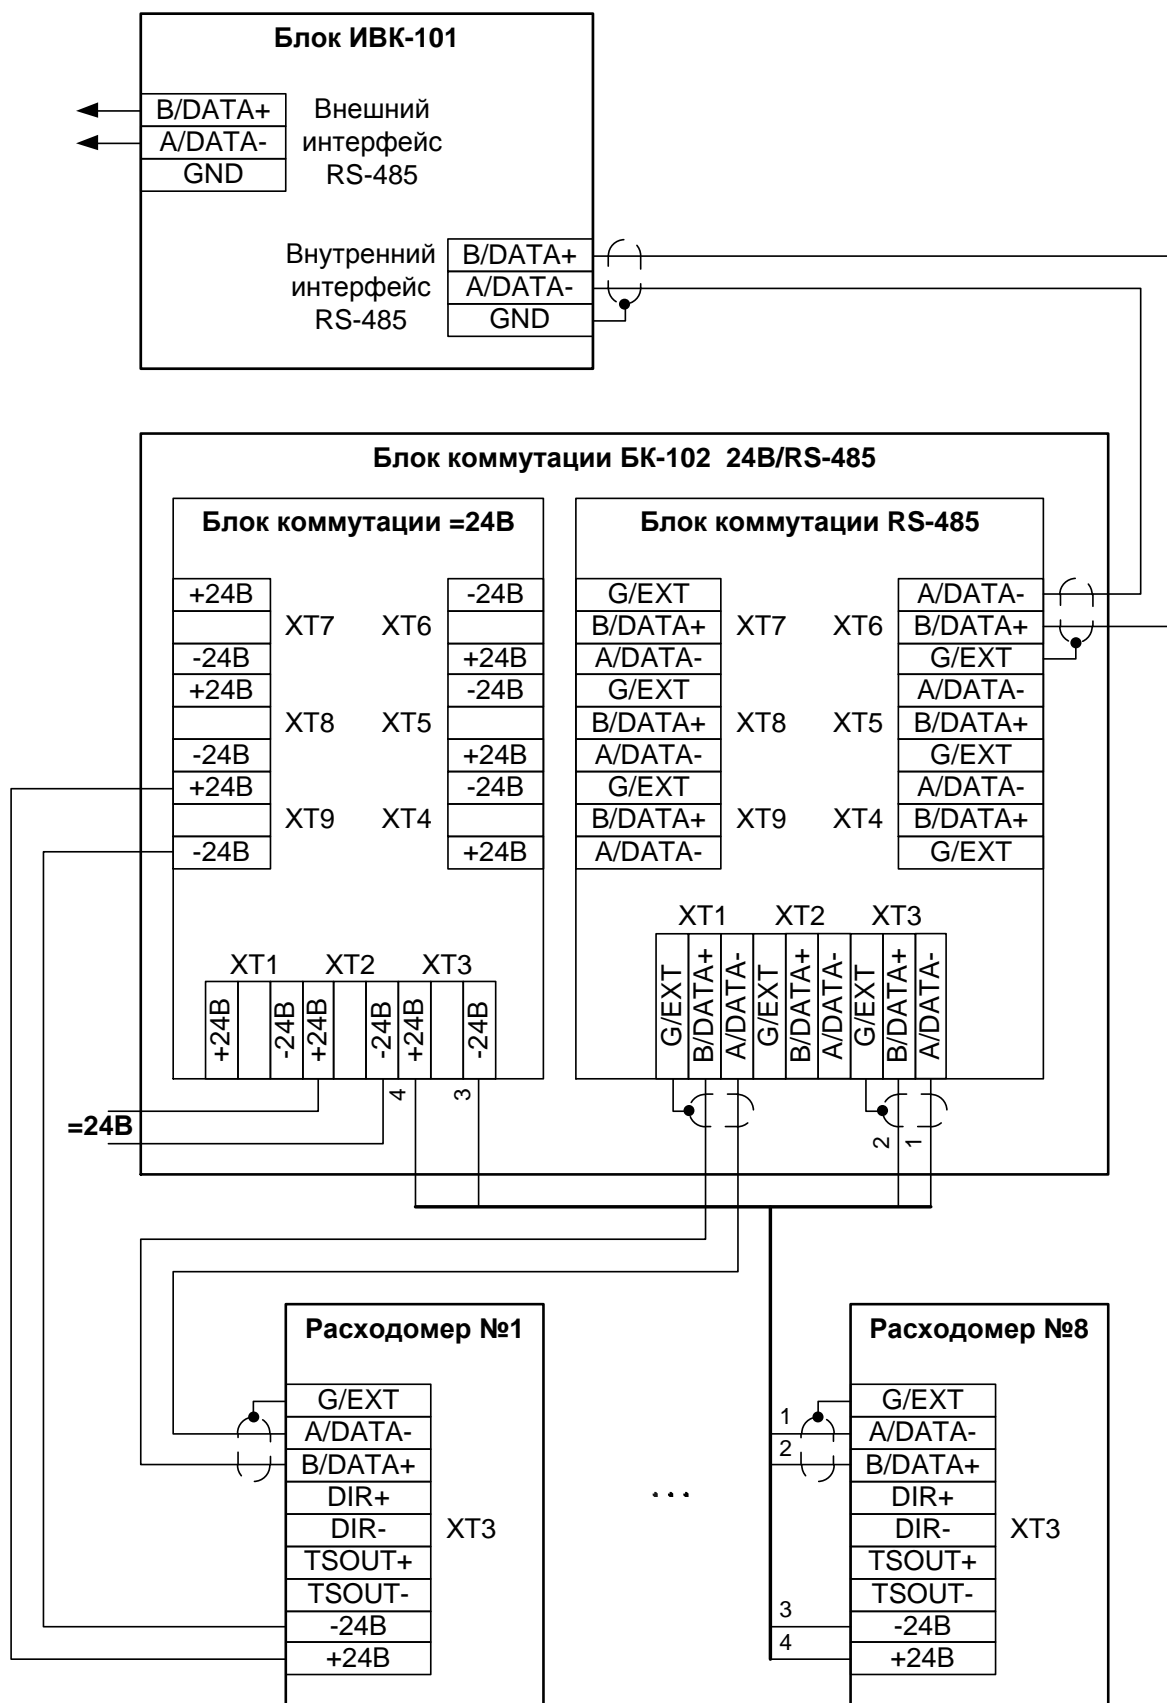 Блок ИВК-101
B/DATA+
A/DATA-
GND
Внешний
интерфейс
RS-485
Внутренний
интерфейс
RS-485
B/DATA+
A/DATA-
GND
Блок коммутации БК-102 24В/RS-485
Блок коммутации =24В
+24В
-24В
+24В
-24В
+24В
-24В
XT7
XT8
XT9
XT6
XT5
XT4
-24В
+24В
-24В
+24В
-24В
+24В
XT1 XT2 XT3
+24В
-24В
+24В
-24В
+24В
-24В
4
3
=24В
Блок коммутации RS-485
G/EXT
B/DATA+
A/DATA-
G/EXT
B/DATA+
A/DATA-
G/EXT
B/DATA+
A/DATA-
XT7
XT8
XT9
XT6
XT5
XT4
A/DATA-
B/DATA+
G/EXT
A/DATA-
B/DATA+
G/EXT
A/DATA-
B/DATA+
G/EXT
XT1 XT2 XT3
G/EXT
B/DATA+
A/DATA-
G/EXT
B/DATA+
A/DATA-
G/EXT
B/DATA+
A/DATA-
2
1
Расходомер №1
G/EXT
A/DATA-
B/DATA+
DIR+
DIR-
TSOUT+
TSOUT-
-24В
+24В
XT3
...
Расходомер №8
1
2
3
4
G/EXT
A/DATA-
B/DATA+
DIR+
DIR-
TSOUT+
TSOUT-
-24В
+24В
XT3